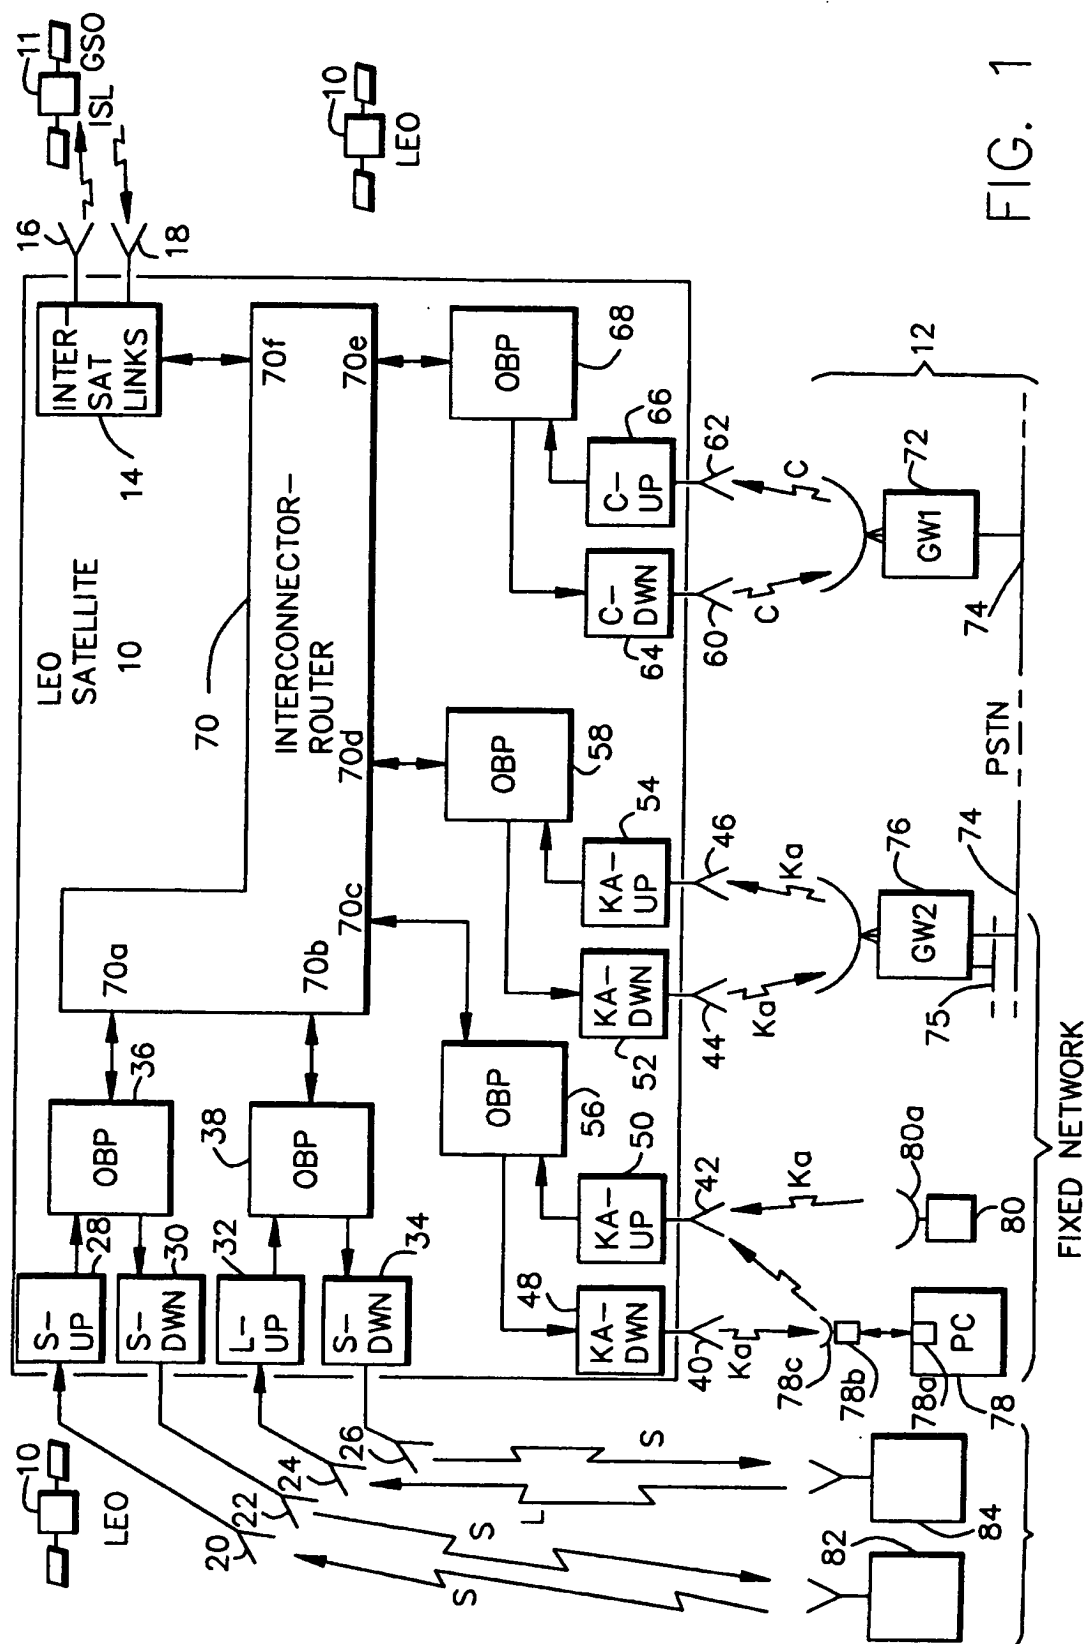 10
LEO
11
GSO
ISL
10
LEO
16
18
INTER-
SAT
LINKS
14
LEO
SATELLITE
10
70
INTERCONNECTOR-
ROUTER
70a
70b
70c
70d
70e
70f
S-
UP
28
S-
DWN
30
L-
UP
32
S-
DWN
34
OBP
36
OBP
38
OBP
56
OBP
58
OBP
68
KA-
DWN
48
KA-
UP
50
KA-
DWN
52
KA-
UP
54
C-
DWN
64
C-
UP
66
20
22
24
26
40
42
44
46
60
62
S
S
L
S
Ka
Ka
Ka
Ka
C
C
82
84
78c
78b
78a
PC
78
80a
80
GW2
76
75
74
PSTN
GW1
72
74
12
FIXED NETWORK
FIG. 1